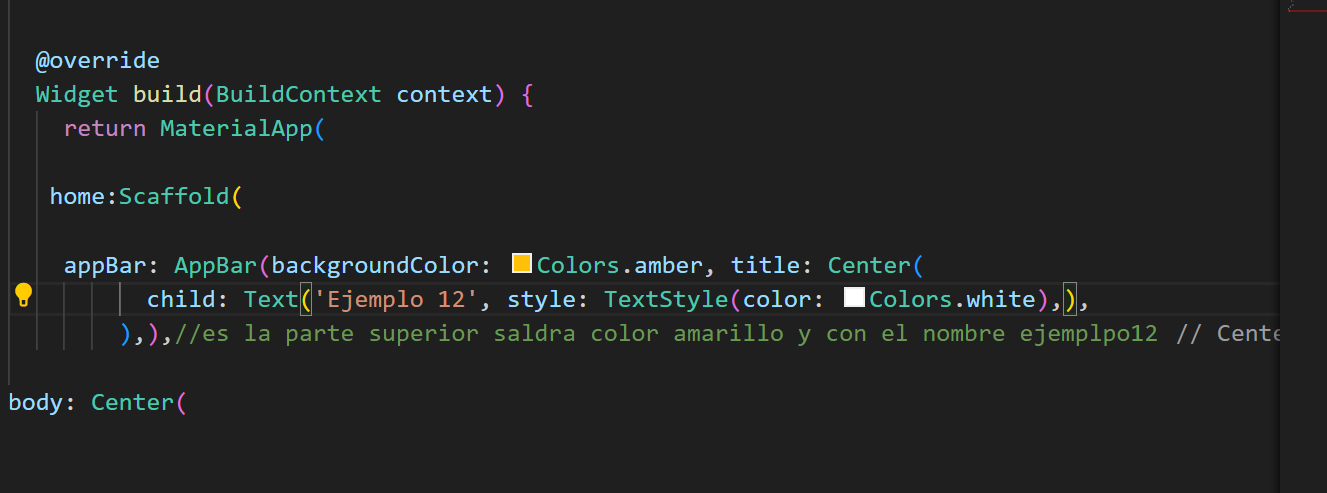 @override
Widget build(BuildContext context) {
return MaterialApp(
home:Scaffold(
appBar: AppBar(backgroundColor: Colors.amber, title: Center(
child: Text('Ejemplo 12', style: TextStyle(color: Colors.white),),
),),//es la parte superior saldra color amarillo y con el nombre ejemplpo12 //
body: Center(